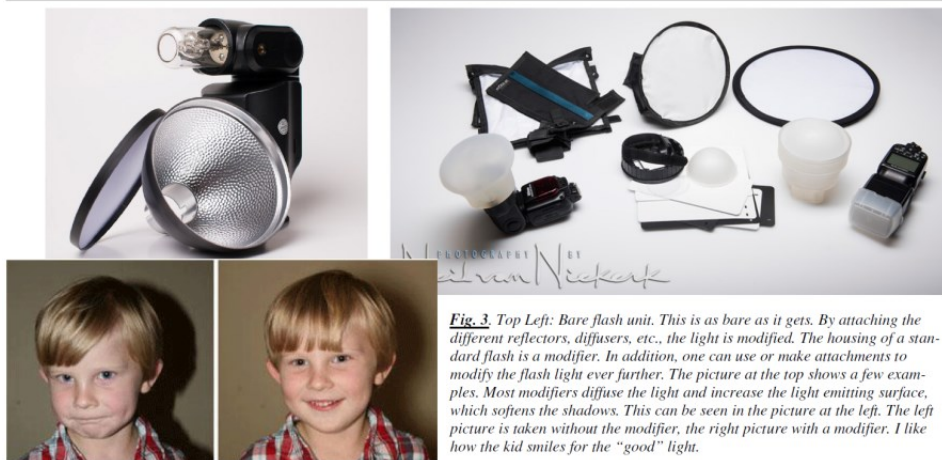 PHOTOGRAPHY BY
Neil van Niekerk
Fig. 3. Top Left: Bare flash unit. This is as bare as it gets. By attaching the
different reflectors, diffusers, etc., the light is modified. The housing of a stan-
dard flash is a modifier. In addition, one can use or make attachments to
modify the flash light ever further. The picture at the top shows a few exam-
ples. Most modifiers diffuse the light and increase the light emitting surface,
which softens the shadows. This can be seen in the picture at the left. The left
picture is taken without the modifier, the right picture with a modifier. I like
how the kid smiles for the “good” light.